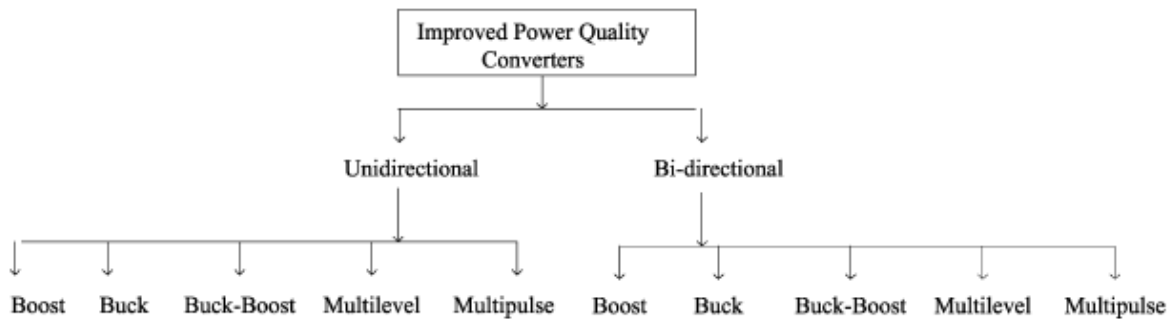 Improved Power Quality
Converters
Unidirectional Bi-directional
Boost Buck Buck-Boost Multilevel Multipulse Boost Buck Buck-Boost Multilevel Multipulse